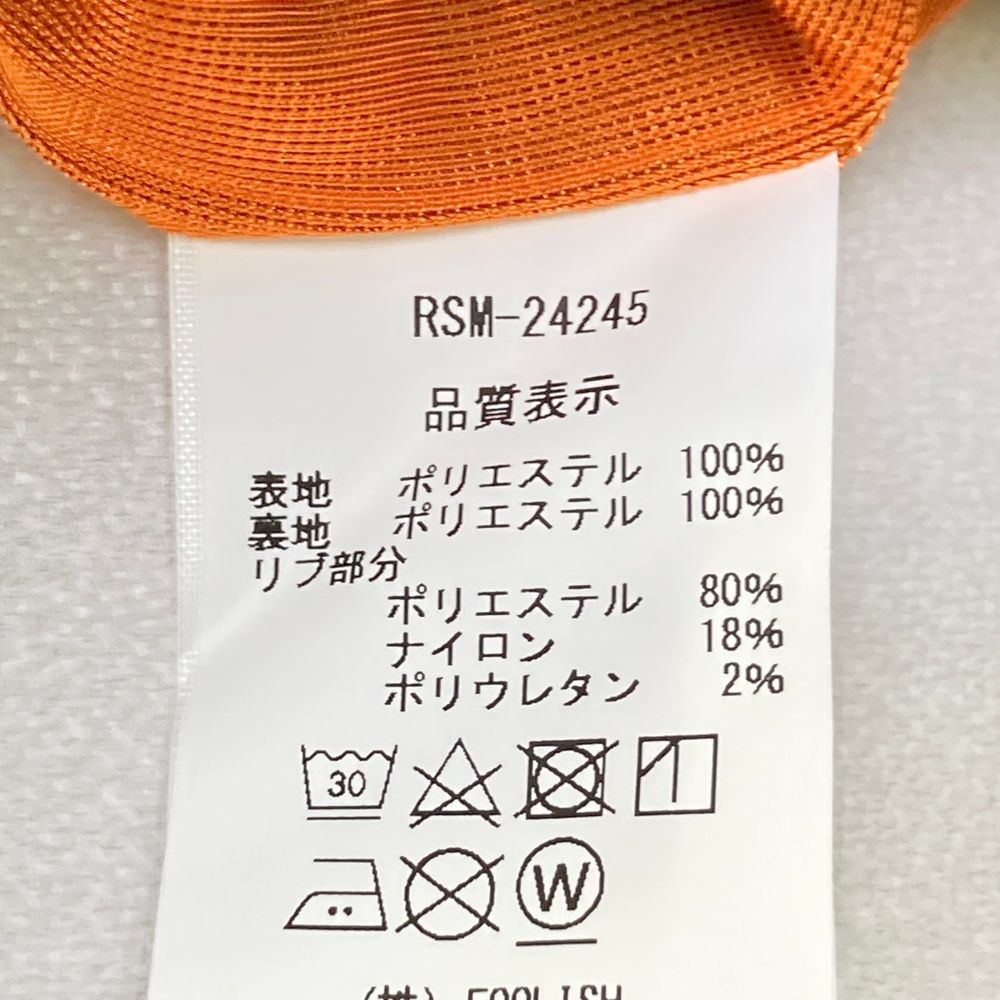 RSM-24245
品質表示
表地 ポリエステル 100%
裏地 ポリエステル 100%
リブ部分
ポリエステル 80%
ナイロン 18%
ポリウレタン 2%
30
W
(株) FOOLISH